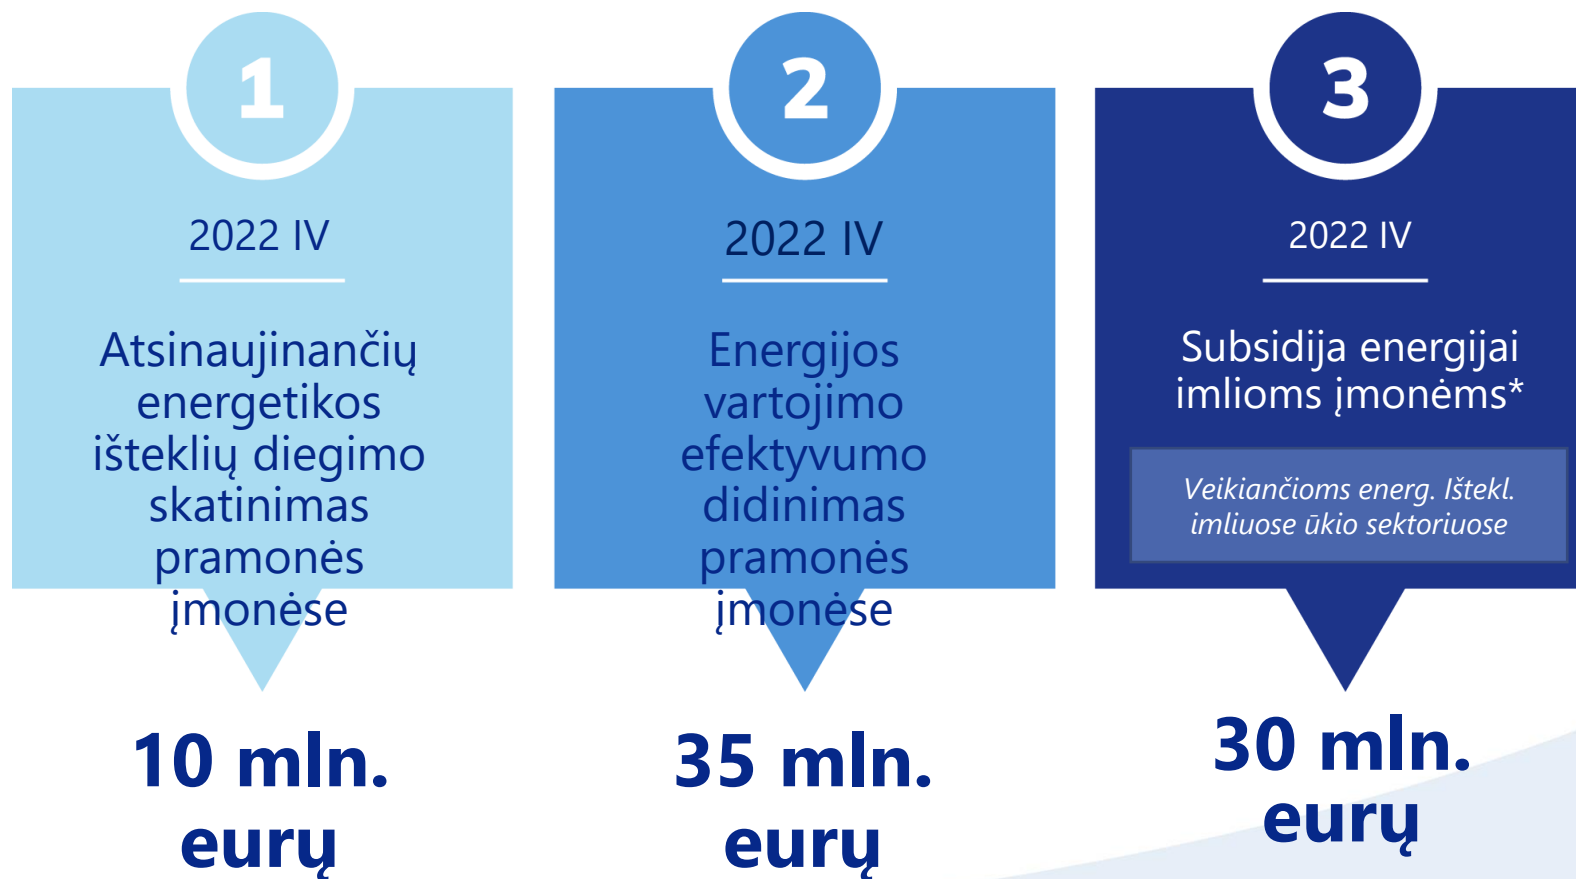 1
2022 IV
Atsinaujinančių
energetikos
išteklių diegimo
skatinimas
pramonės
įmonėse
10 mln.
eurų
2
2022 IV
Energijos
vartojimo
efektyvumo
didinimas
pramonės
įmonėse
35 mln.
eurų
3
2022 IV
Subsidija energijai
imlioms įmonėms*
Veikiančioms energ. Ištekl.
imliuose ūkio sektoriuose
30 mln.
eurų